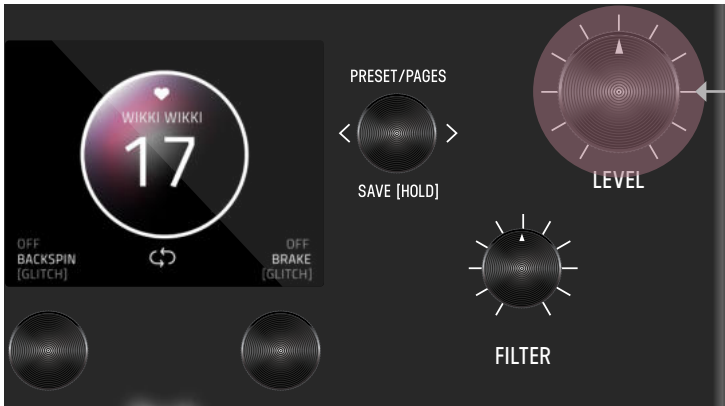 PRESET/PAGES
WIKKI WIKKI
17
SAVE [HOLD]
LEVEL
OFF
BACKSPIN
[GLITCH]
OFF
BRAKE
[GLITCH]
FILTER